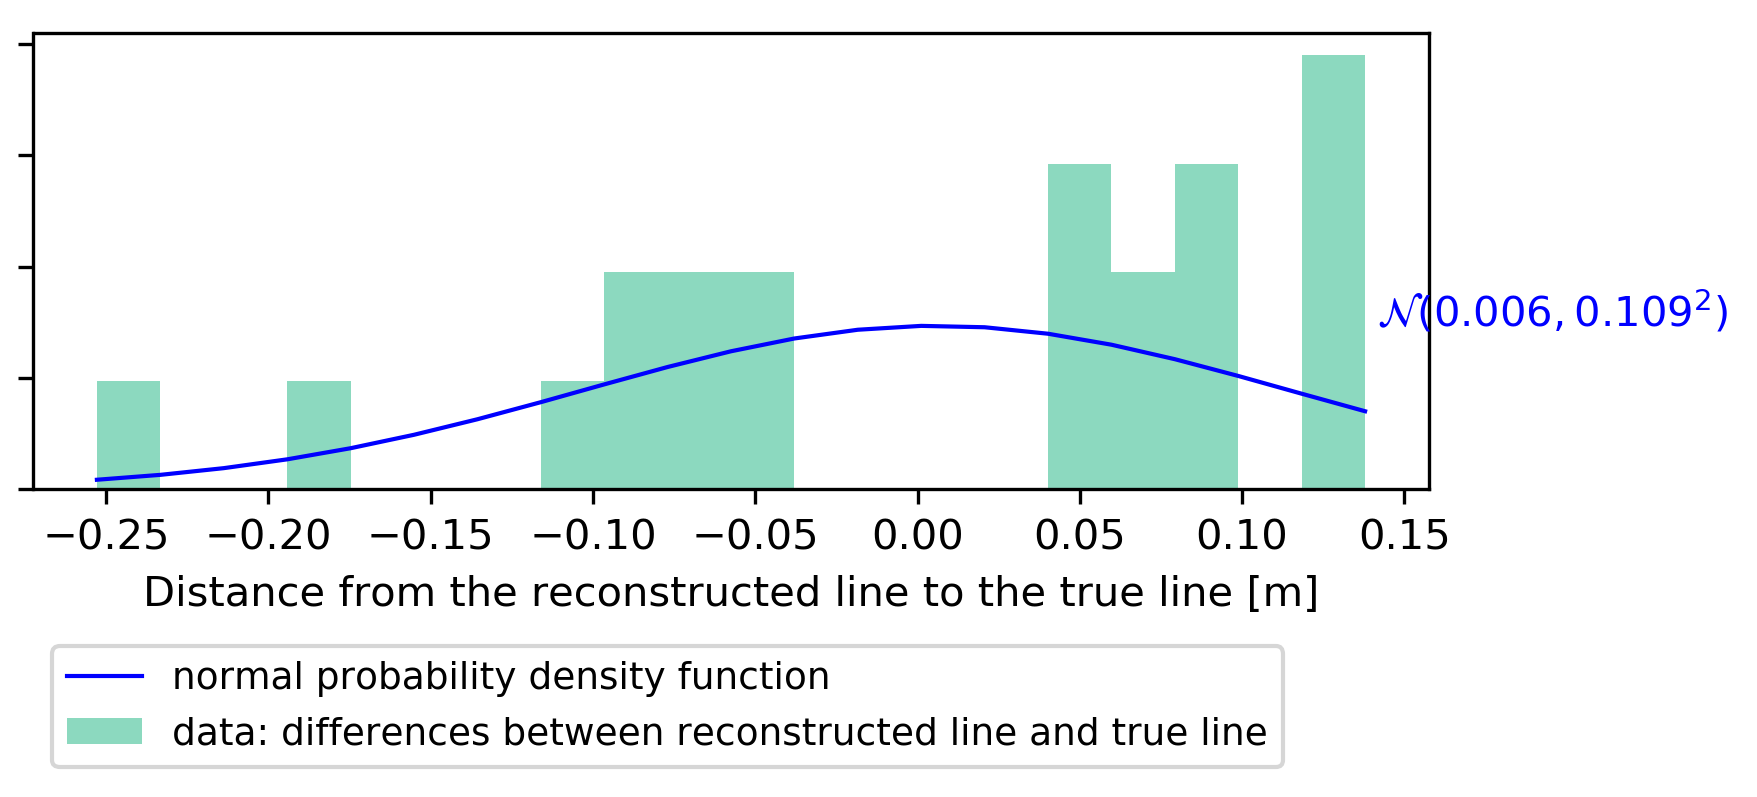 𝒩(0.006, 0.109²)
−0.25 −0.20 −0.15 −0.10 −0.05 0.00 0.05 0.10 0.15
Distance from the reconstructed line to the true line [m]
normal probability density function
data: differences between reconstructed line and true line